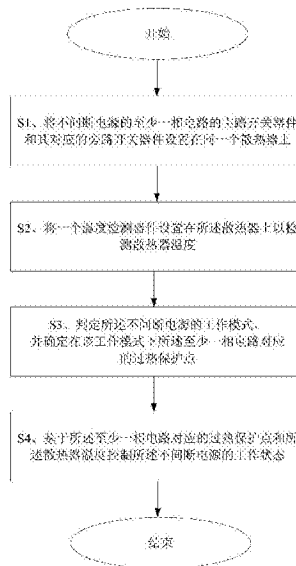 开始
S1、将不间断电源的至少一相电路的主路开关器件
和其对应的旁路开关器件设置在同一个散热器上
S2、将一个温度检测器件设置在所述散热器上以检
测散热器温度
S3、判定所述不间断电源的工作模式、
并确定在该工作模式下所述至少一相电路对应
的过热保护点
S4、基于所述至少一相电路对应的过热保护点和所
述散热器温度控制所述不间断电源的工作状态
结束